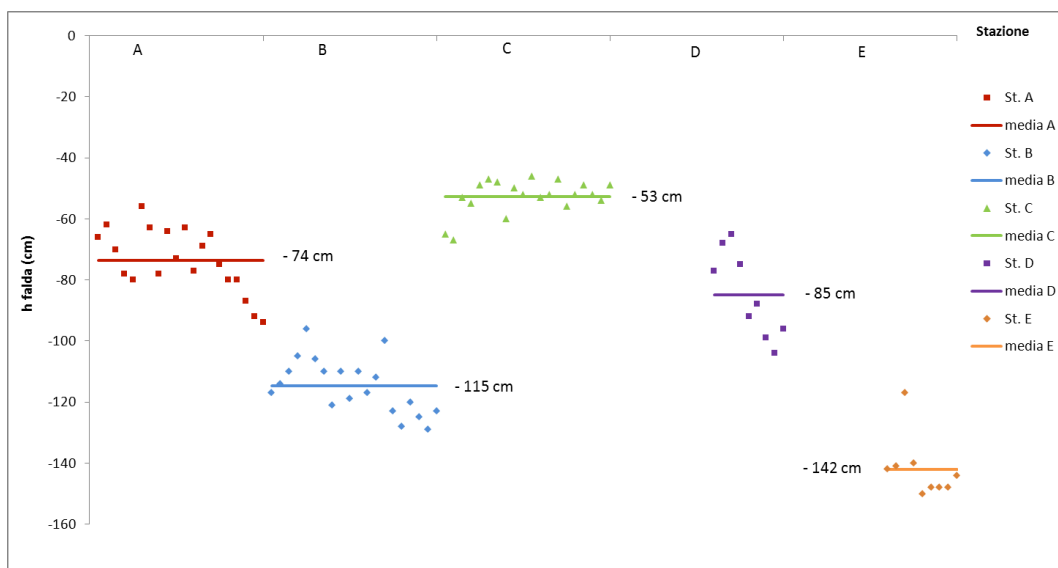 Stazione
0
-20
-40
-60
-80
-100
-120
-140
-160
h falda (cm)
A
B
C
D
E
- 74 cm
- 115 cm
- 53 cm
- 85 cm
- 142 cm
St. A
media A
St. B
media B
St. C
media C
St. D
media D
St. E
media E